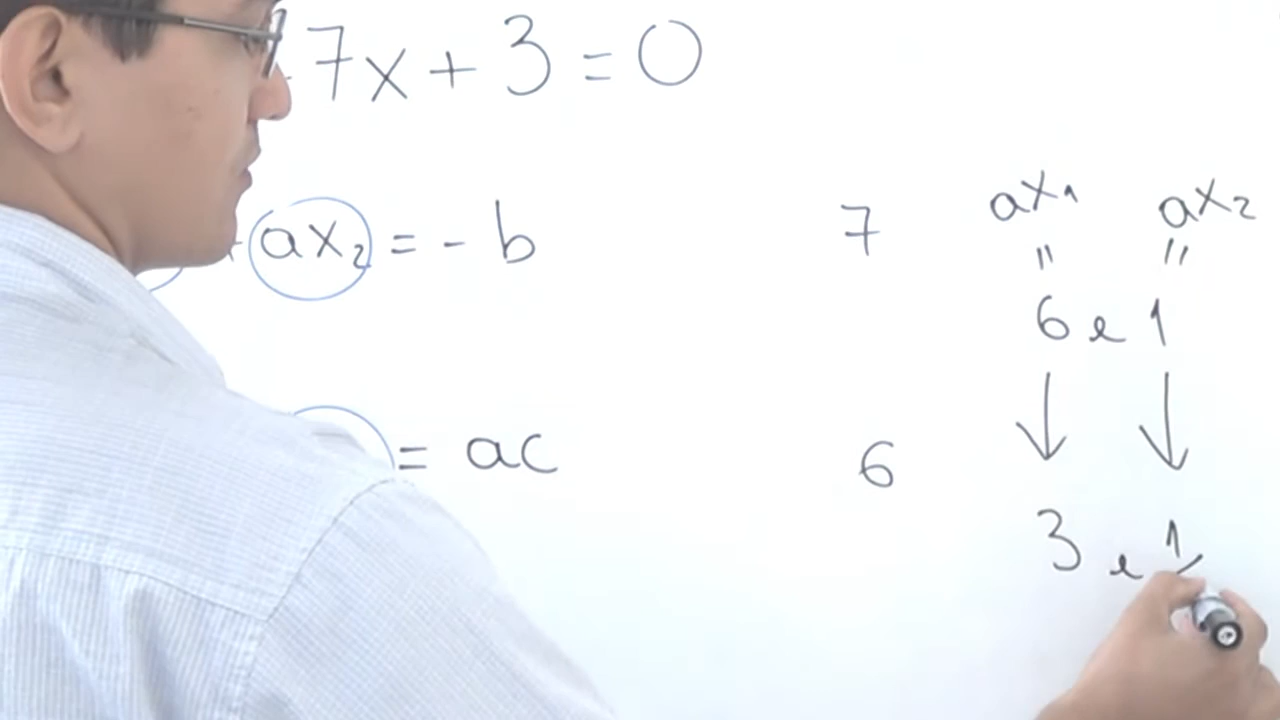 7x + 3 = 0
ax₁ ax₂
ax₂ = - b 7
" "
6 e 1
= ac 6
3 e 1